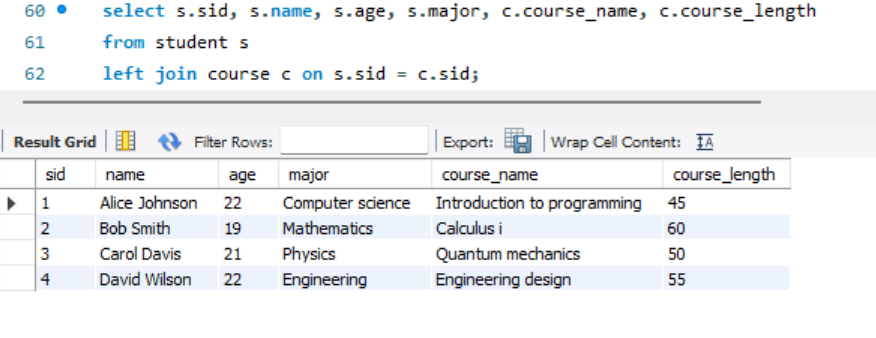 60 select s.sid, s.name, s.age, s.major, c.course_name, c.course_length
61 from student s
62 left join course c on s.sid = c.sid;
Result Grid Filter Rows: Export: Wrap Cell Content: IA
sid name age major course_name course_length
1 Alice Johnson 22 Computer science Introduction to programming 45
2 Bob Smith 19 Mathematics Calculus i 60
3 Carol Davis 21 Physics Quantum mechanics 50
4 David Wilson 22 Engineering Engineering design 55